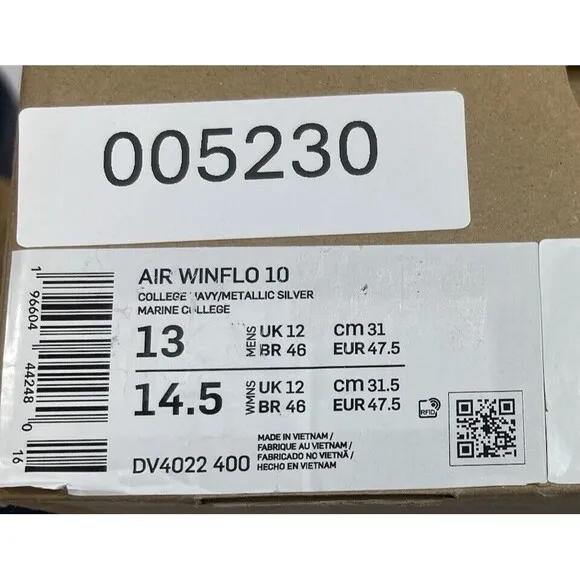 005230
AIR WINFLO 10
COLLEGE /METALLIC SILVER
MARINE
13 MENS UK 12 cm 31
BR 46 EUR 47.5
14.5 WMNS UK 12 cm 31.5
BR 46 EUR 47.5
RFID
MADE IN VIETNAM /
FABRIQUE AU VIETNAM /
FABRICADO NO VIETNÃ /
HECHO EN VIETNAM
DV4022 400
1 96604 44248 0 16